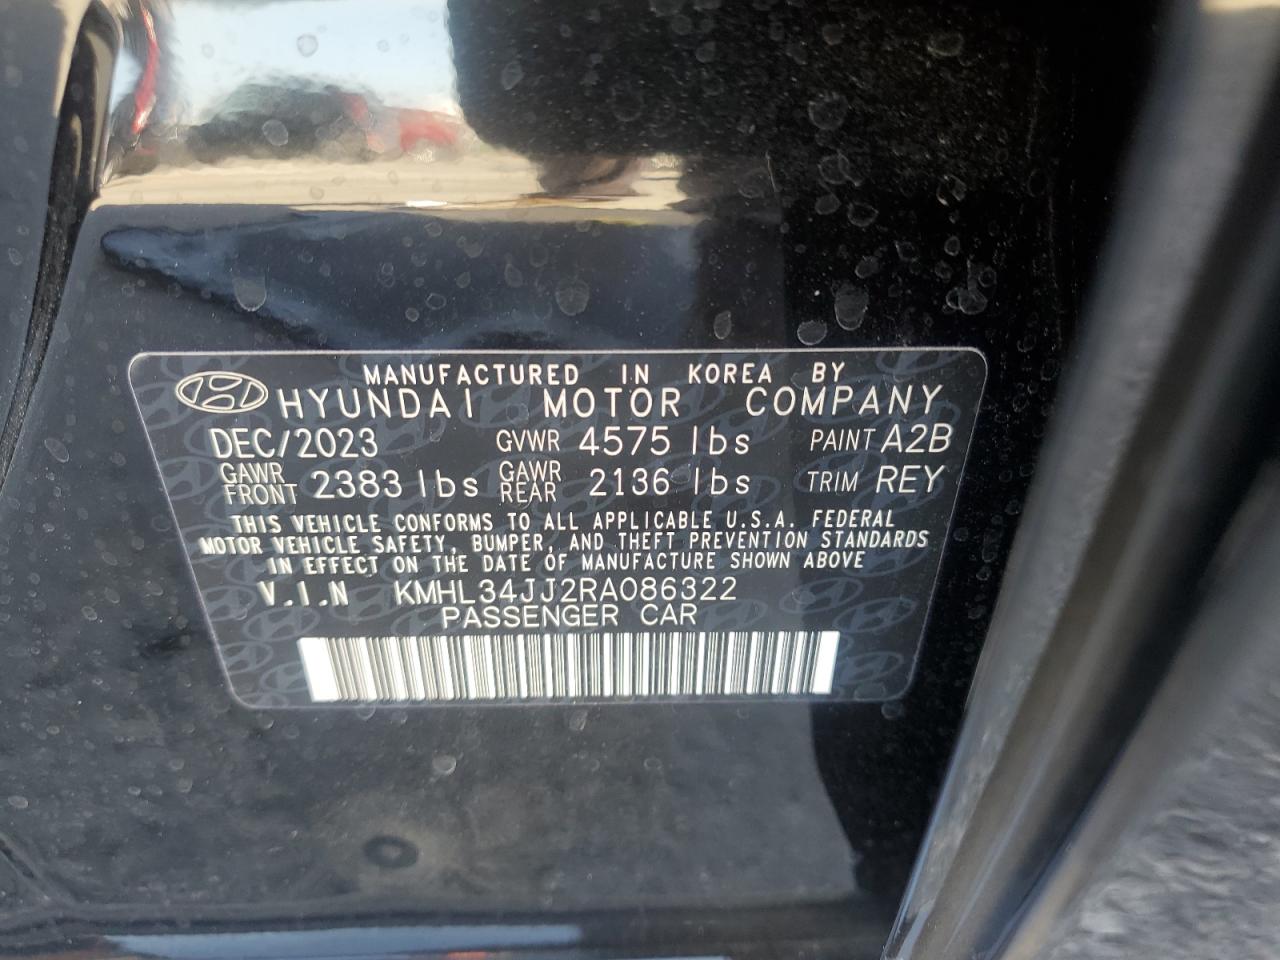 MANUFACTURED IN KOREA BY
HYUNDAI MOTOR COMPANY
DEC/2023 GVWR 4575 lbs PAINT A2B
GAWR FRONT 2383 lbs GAWR REAR 2136 lbs TRIM REY
THIS VEHICLE CONFORMS TO ALL APPLICABLE U.S.A. FEDERAL
MOTOR VEHICLE SAFETY, BUMPER, AND THEFT PREVENTION STANDARDS
IN EFFECT ON THE DATE OF MANUFACTURE SHOWN ABOVE
V.I.N KMHL34JJ2RA086322
PASSENGER CAR